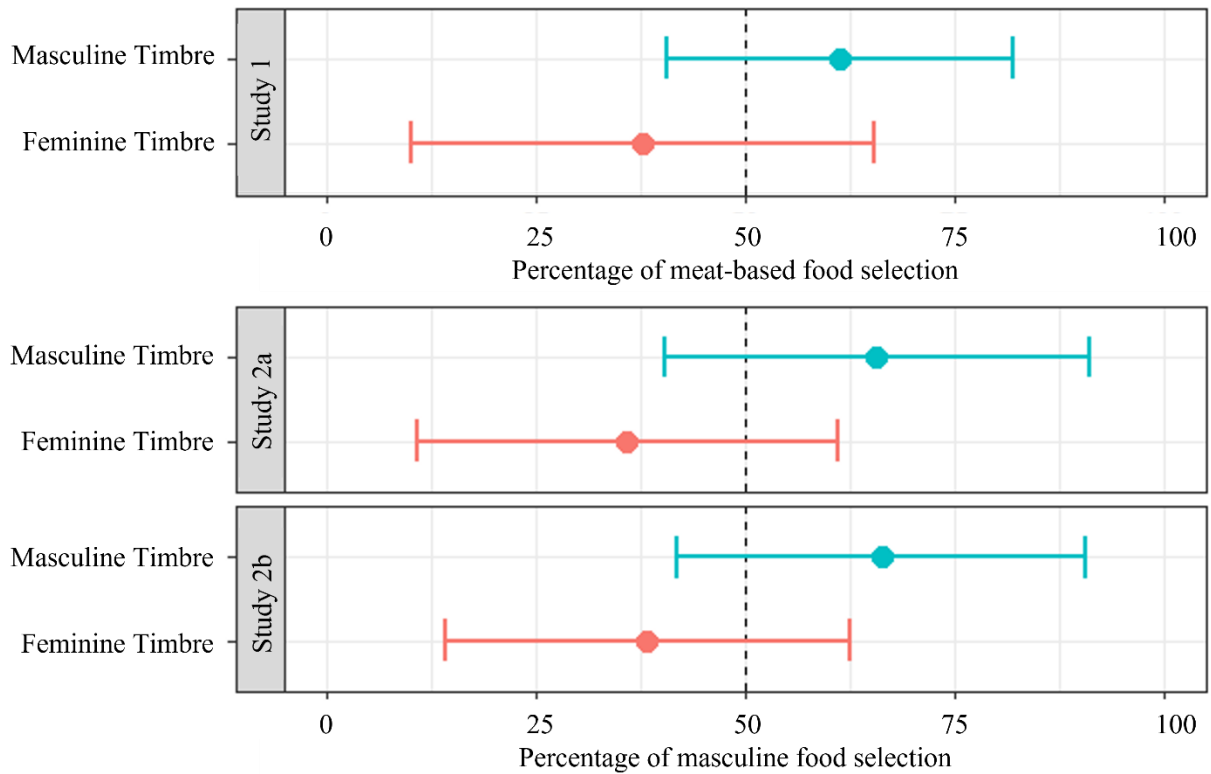 Study 1
Masculine Timbre
Feminine Timbre
0 25 50 75 100
Percentage of meat-based food selection
Study 2a
Masculine Timbre
Feminine Timbre
Study 2b
Masculine Timbre
Feminine Timbre
0 25 50 75 100
Percentage of masculine food selection